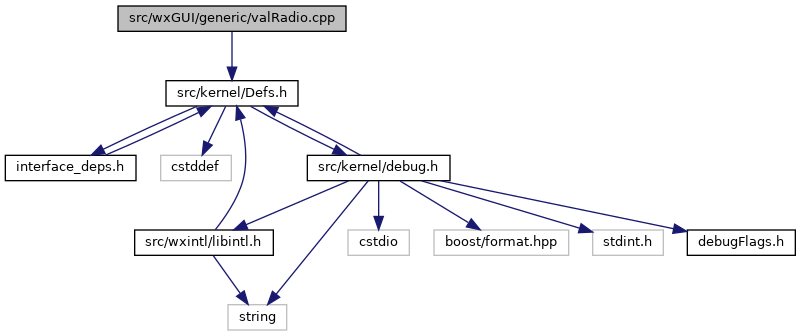 src/wxGUI/generic/valRadio.cpp
src/kernel/Defs.h
interface_deps.h
cstddef
src/kernel/debug.h
src/wxintl/libintl.h
cstdio
boost/format.hpp
stdint.h
debugFlags.h
string